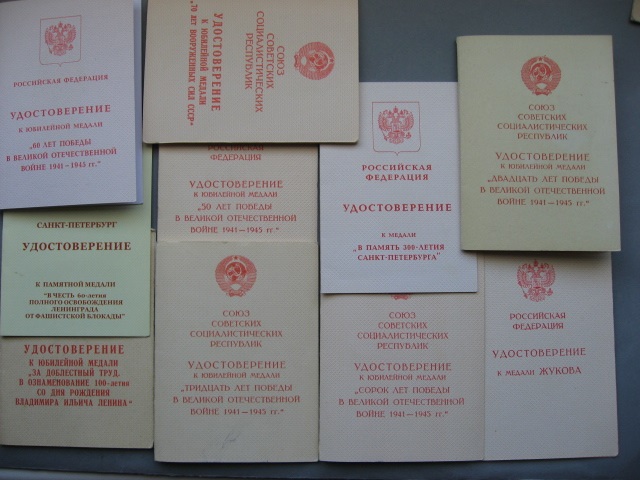 РОССИЙСКАЯ ФЕДЕРАЦИЯ
УДОСТОВЕРЕНИЕ
К ЮБИЛЕЙНОЙ МЕДАЛИ
„60 ЛЕТ ПОБЕДЫ
В ВЕЛИКОЙ ОТЕЧЕСТВЕННОЙ
ВОЙНЕ 1941–1945 гг."
СОЮЗ
СОВЕТСКИХ
СОЦИАЛИСТИЧЕСКИХ
РЕСПУБЛИК
УДОСТОВЕРЕНИЕ
К ЮБИЛЕЙНОЙ МЕДАЛИ
"70 ЛЕТ ВООРУЖЕННЫХ СИЛ СССР"
РОССИЙСКАЯ
ФЕДЕРАЦИЯ
УДОСТОВЕРЕНИЕ
К ЮБИЛЕЙНОЙ МЕДАЛИ
„50 ЛЕТ ПОБЕДЫ
В ВЕЛИКОЙ ОТЕЧЕСТВЕННОЙ
ВОЙНЕ 1941—1945 гг."
РОССИЙСКАЯ
ФЕДЕРАЦИЯ
УДОСТОВЕРЕНИЕ
К МЕДАЛИ
„В ПАМЯТЬ 300-ЛЕТИЯ
САНКТ-ПЕТЕРБУРГА"
СОЮЗ
СОВЕТСКИХ
СОЦИАЛИСТИЧЕСКИХ
РЕСПУБЛИК
УДОСТОВЕРЕНИЕ
К ЮБИЛЕЙНОЙ МЕДАЛИ
„ДВАДЦАТЬ ЛЕТ ПОБЕДЫ
В ВЕЛИКОЙ ОТЕЧЕСТВЕННОЙ
ВОЙНЕ 1941—1945 гг."
САНКТ-ПЕТЕРБУРГ
УДОСТОВЕРЕНИЕ
К ПАМЯТНОЙ МЕДАЛИ
"В ЧЕСТЬ 60-летия
ПОЛНОГО ОСВОБОЖДЕНИЯ
ЛЕНИНГРАДА
ОТ ФАШИСТСКОЙ БЛОКАДЫ"
УДОСТОВЕРЕНИЕ
К ЮБИЛЕЙНОЙ МЕДАЛИ
„ЗА ДОБЛЕСТНЫЙ ТРУД.
В ОЗНАМЕНОВАНИЕ 100-летия
СО ДНЯ РОЖДЕНИЯ
ВЛАДИМИРА ИЛЬИЧА ЛЕНИНА"
СОЮЗ
СОВЕТСКИХ
СОЦИАЛИСТИЧЕСКИХ
РЕСПУБЛИК
УДОСТОВЕРЕНИЕ
К ЮБИЛЕЙНОЙ МЕДАЛИ
„ТРИДЦАТЬ ЛЕТ ПОБЕДЫ
В ВЕЛИКОЙ ОТЕЧЕСТВЕННОЙ
ВОЙНЕ 1941—1945 гг."
СОЮЗ
СОВЕТСКИХ
СОЦИАЛИСТИЧЕСКИХ
РЕСПУБЛИК
УДОСТОВЕРЕНИЕ
К ЮБИЛЕЙНОЙ МЕДАЛИ
„СОРОК ЛЕТ ПОБЕДЫ
В ВЕЛИКОЙ ОТЕЧЕСТВЕННОЙ
ВОЙНЕ 1941—1945 гг."
РОССИЙСКАЯ
ФЕДЕРАЦИЯ
УДОСТОВЕРЕНИЕ
К МЕДАЛИ ЖУКОВА